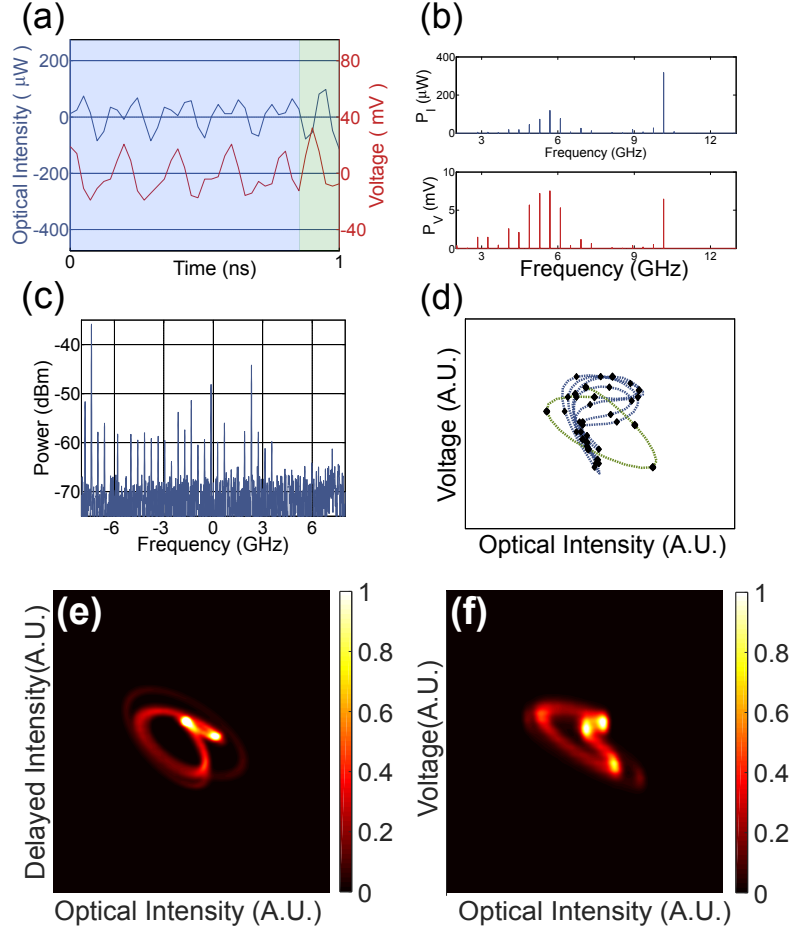 (a)
Optical Intensity ( μW)
200
0
-200
-400
80
40
0
-40
Voltage ( mV)
0
Time (ns)
1
(b)
P_I (μW)
400
200
0
3
6
9
12
Frequency (GHz)
P_V (mV)
10
5
0
3
6
9
12
Frequency (GHz)
(c)
Power (dBm)
-40
-50
-60
-70
-6
-3
0
3
6
Frequency (GHz)
(d)
Voltage (A.U.)
Optical Intensity (A.U.)
(e)
Delayed Intensity(A.U.)
Optical Intensity (A.U.)
1
0.8
0.6
0.4
0.2
0
(f)
Voltage(A.U.)
Optical Intensity (A.U.)
1
0.8
0.6
0.4
0.2
0